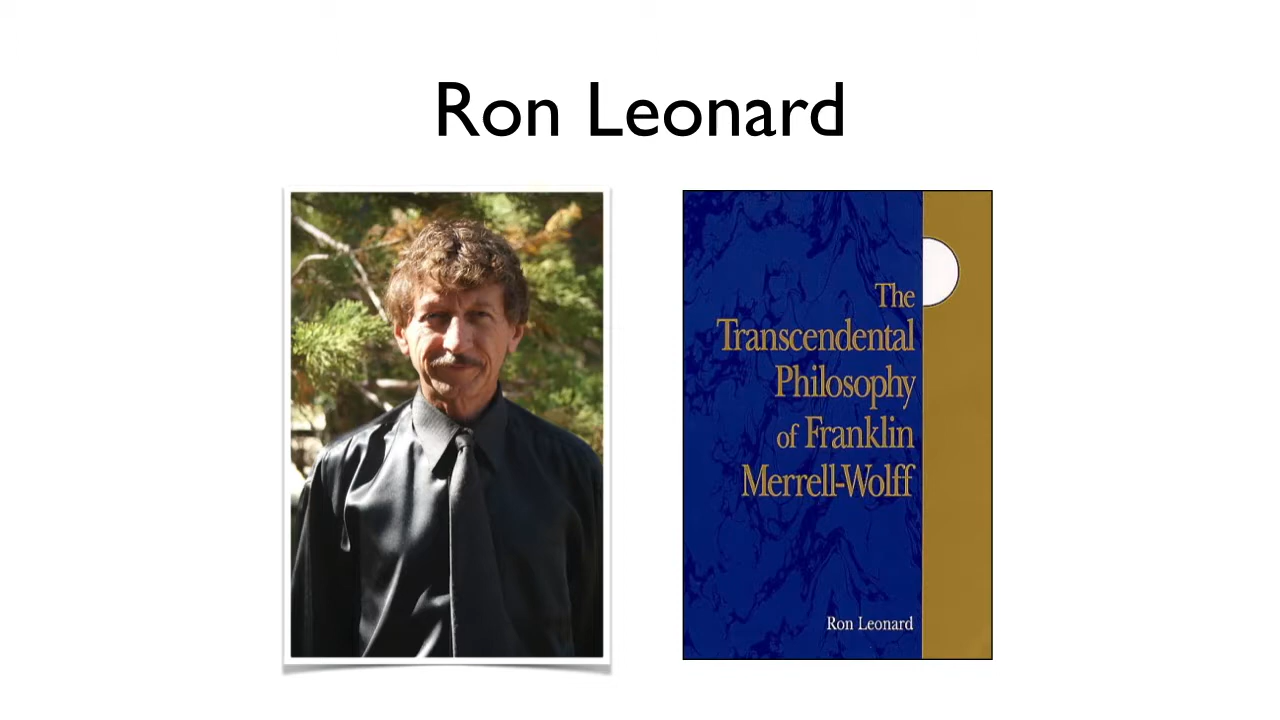 Ron Leonard
The
Transcendental
Philosophy
of Franklin
Merrell-Wolff
Ron Leonard